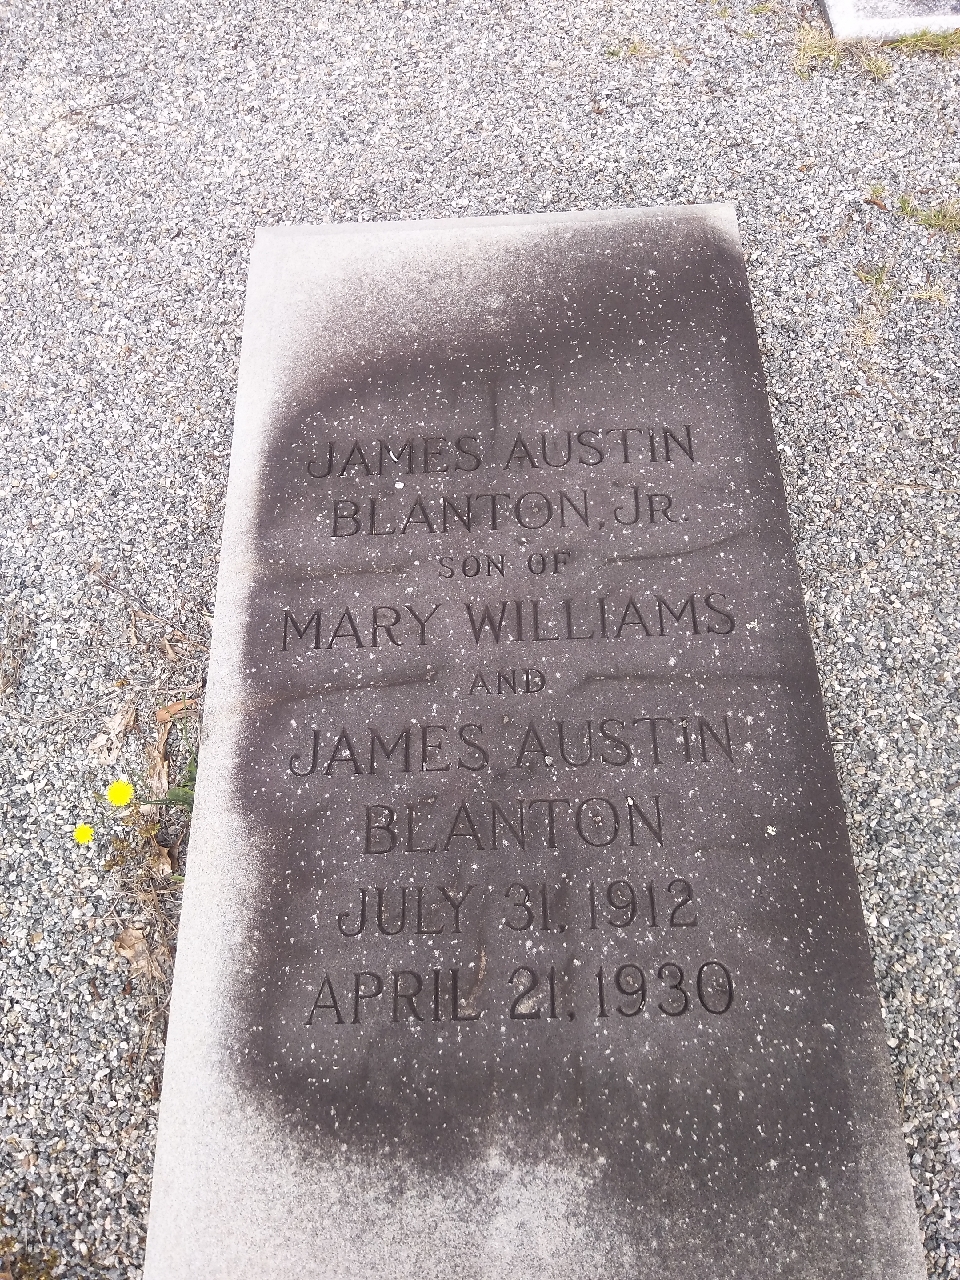 JAMES AUSTIN
BLANTON, JR.
SON OF
MARY WILLIAMS
AND
JAMES AUSTIN
BLANTON
JULY 31, 1912
APRIL 21, 1930